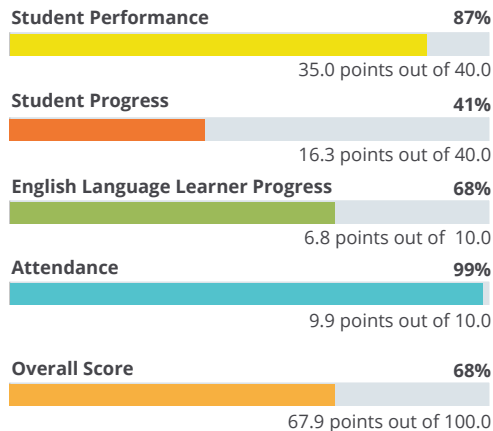 Student Performance 87%
35.0 points out of 40.0
Student Progress 41%
16.3 points out of 40.0
English Language Learner Progress 68%
6.8 points out of 10.0
Attendance 99%
9.9 points out of 10.0
Overall Score 68%
67.9 points out of 100.0